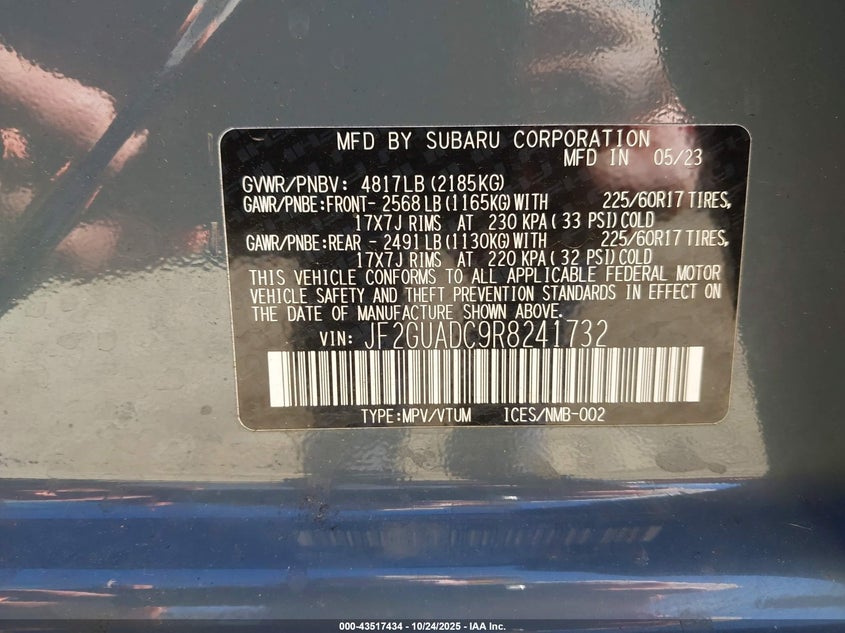 MFD BY SUBARU CORPORATION
MFD IN 05/23
GVWR/PNBV: 4817LB (2185KG)
GAWR/PNBE:FRONT- 2568 LB (1165KG) WITH 225/60R17 TIRES,
17X7J RIMS AT 230 KPA (33 PSI) COLD
GAWR/PNBE:REAR - 2491 LB (1130KG) WITH 225/60R17 TIRES,
17X7J RIMS AT 220 KPA (32 PSI) COLD
THIS VEHICLE CONFORMS TO ALL APPLICABLE FEDERAL MOTOR
VEHICLE SAFETY AND THEFT PREVENTION STANDARDS IN EFFECT ON
THE DATE OF MANUFACTURE SHOWN ABOVE.
VIN: JF2GUADC9R8241732
TYPE:MPV/VTUM ICES/NMB-002
000-43517434 - 10/24/2025 - IAA Inc.